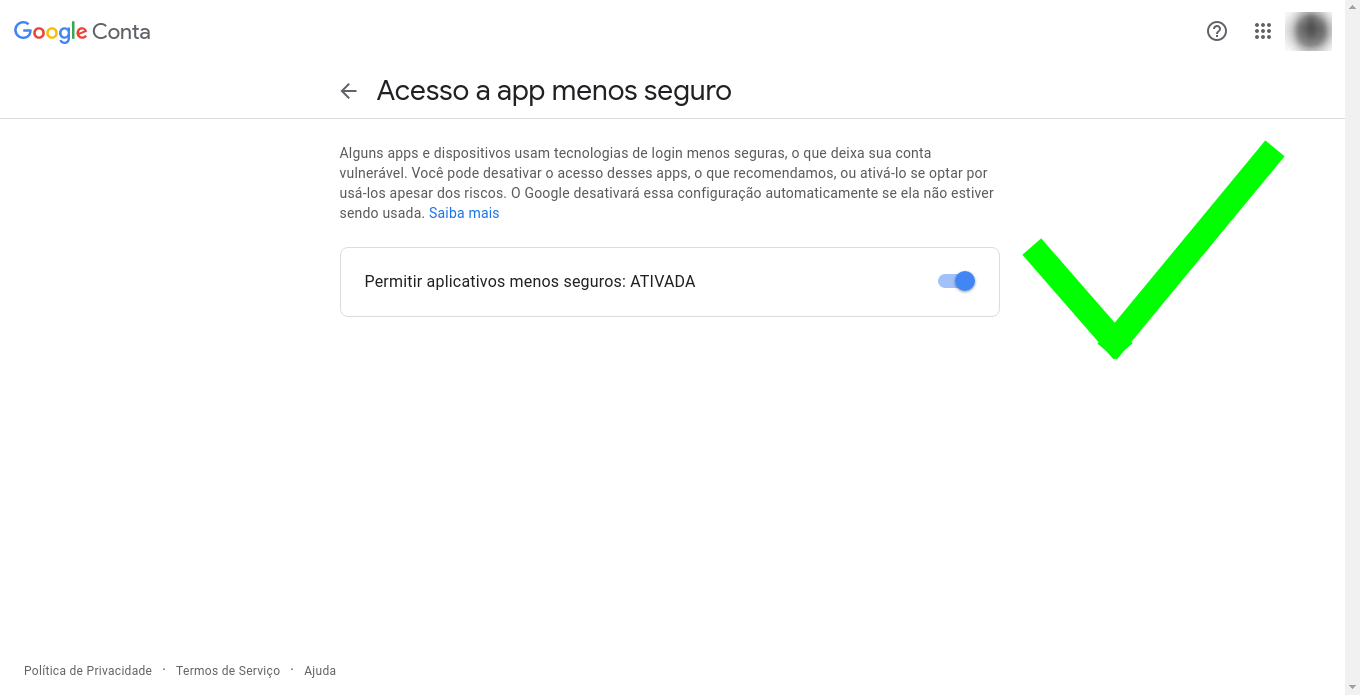 Google Conta
Acesso a app menos seguro
Alguns apps e dispositivos usam tecnologias de login menos seguras, o que deixa sua conta
vulnerável. Você pode desativar o acesso desses apps, o que recomendamos, ou ativá-lo se optar por
usá-los apesar dos riscos. O Google desativará essa configuração automaticamente se ela não estiver
sendo usada. Saiba mais
Permitir aplicativos menos seguros: ATIVADA
Política de Privacidade · Termos de Serviço · Ajuda